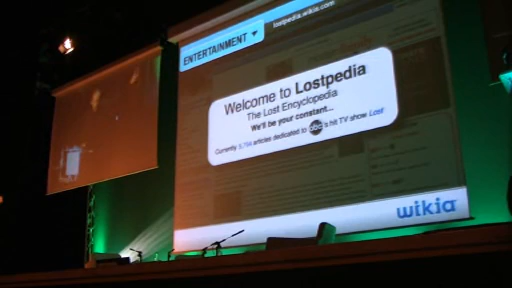 lostpedia.wikia.com
ENTERTAINMENT
Welcome to Lostpedia
The Lost Encyclopedia
We'll be your constant...
Currently 5,704 articles dedicated to abc's hit TV show Lost
wikia